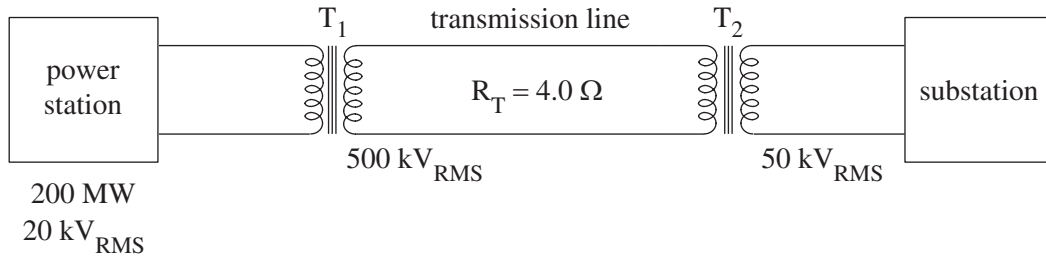 T₁
transmission line
T₂
power
station
R_T = 4.0 Ω
substation
500 kV_RMS
50 kV_RMS
200 MW
20 kV_RMS